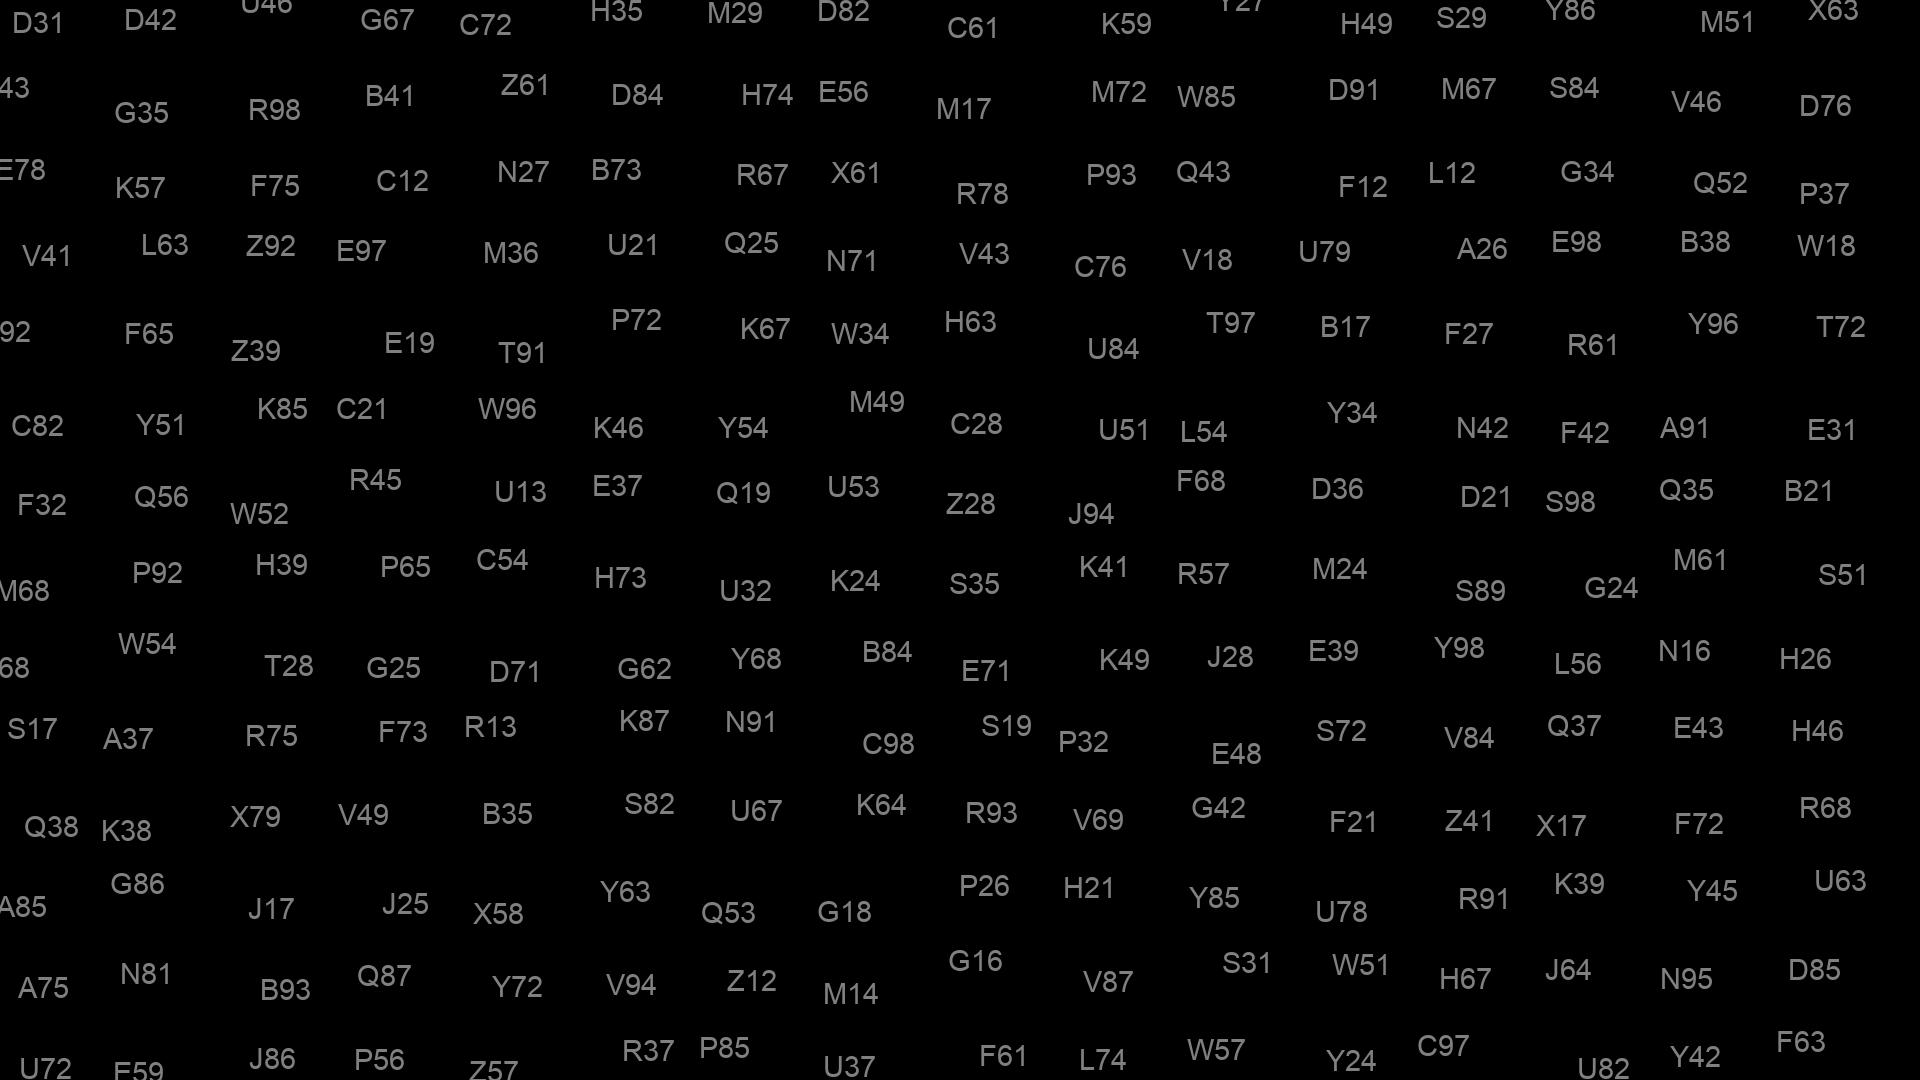 D31 D42 U46 G67 C72 H35 M29 D82 C61 K59 Y27 H49 S29 Y86 M51 X63
43 G35 R98 B41 Z61 D84 H74 E56 M17 M72 W85 D91 M67 S84 V46 D76
E78 K57 F75 C12 N27 B73 R67 X61 R78 P93 Q43 F12 L12 G34 Q52 P37
V41 L63 Z92 E97 M36 U21 Q25 N71 V43 C76 V18 U79 A26 E98 B38 W18
92 F65 Z39 E19 T91 P72 K67 W34 H63 U84 T97 B17 F27 R61 Y96 T72
C82 Y51 K85 C21 W96 K46 Y54 M49 C28 U51 L54 Y34 N42 F42 A91 E31
F32 Q56 W52 R45 U13 E37 Q19 U53 Z28 J94 F68 D36 D21 S98 Q35 B21
M68 P92 H39 P65 C54 H73 U32 K24 S35 K41 R57 M24 S89 G24 M61 S51
68 W54 T28 G25 D71 G62 Y68 B84 E71 K49 J28 E39 Y98 L56 N16 H26
S17 A37 R75 F73 R13 K87 N91 C98 S19 P32 E48 S72 V84 Q37 E43 H46
Q38 K38 X79 V49 B35 S82 U67 K64 R93 V69 G42 F21 Z41 X17 F72 R68
A85 G86 J17 J25 X58 Y63 Q53 G18 P26 H21 Y85 U78 R91 K39 Y45 U63
A75 N81 B93 Q87 Y72 V94 Z12 M14 G16 V87 S31 W51 H67 J64 N95 D85
U72 J86 P56 Z57 R37 P85 U37 F61 L74 W57 Y24 C97 U82 Y42 F63